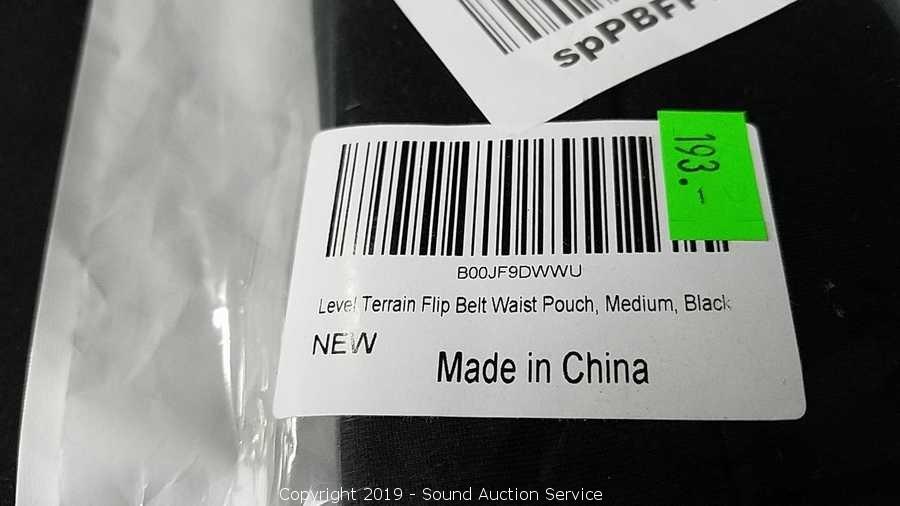 193.
1
B00JF9DWWU
Level Terrain Flip Belt Waist Pouch, Medium, Black
NEW
Made in China
Copyright 2019 - Sound Auction Service